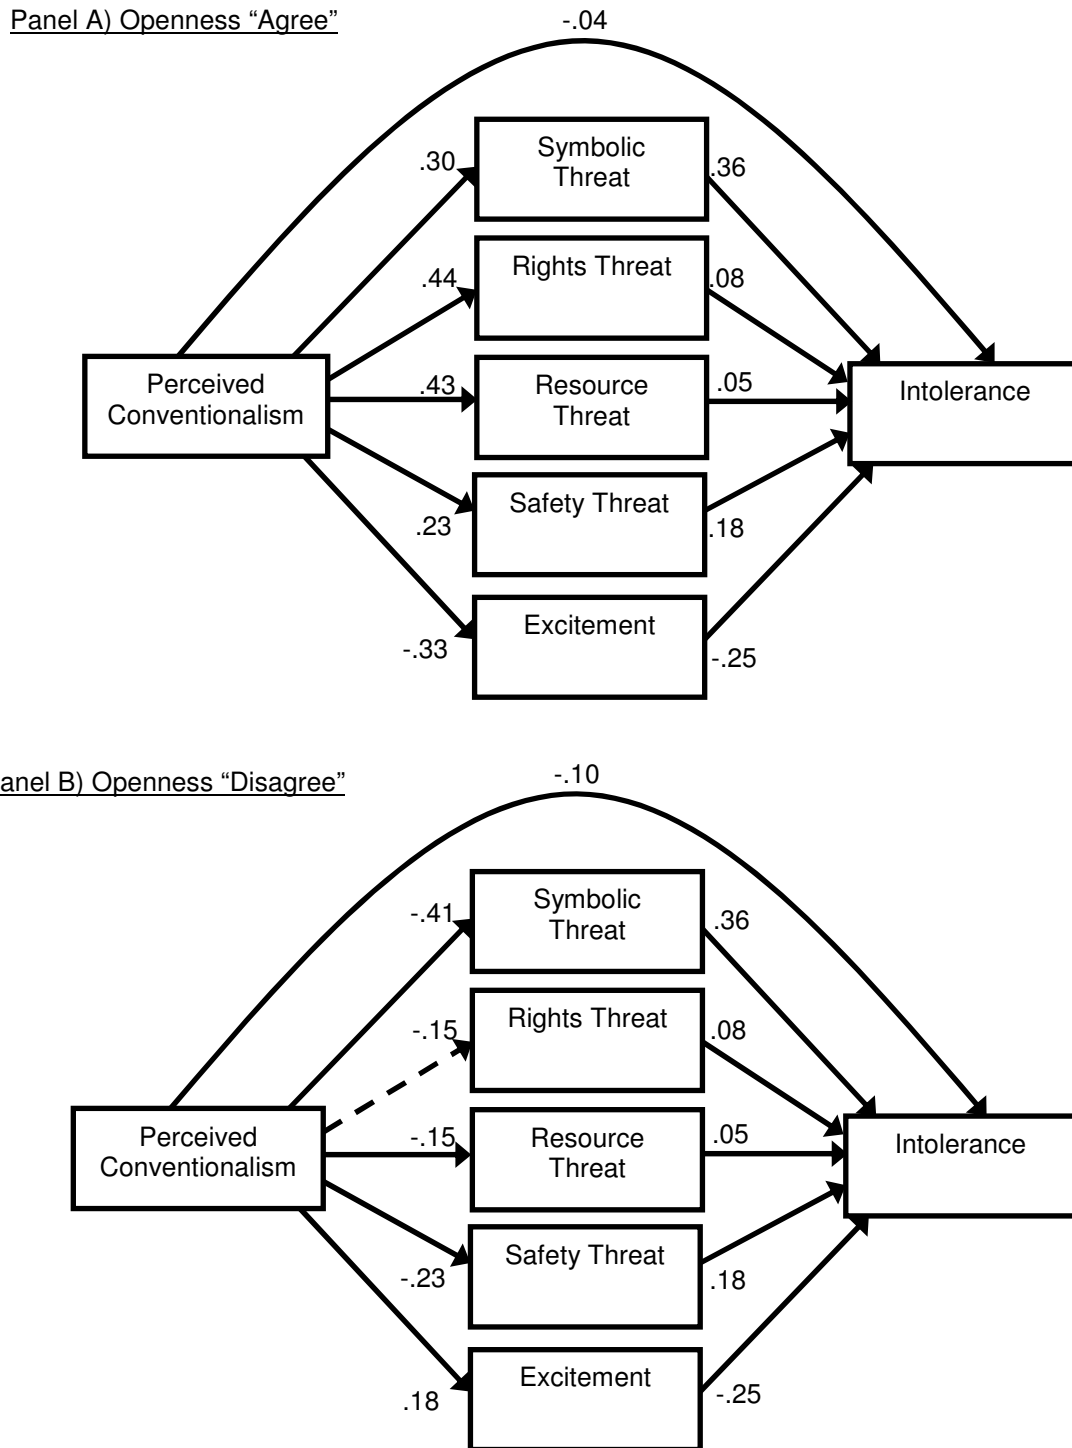 Panel A) Openness “Agree”
-.04
Symbolic
Threat
.30
.36
Rights Threat
.44
.08
Perceived
Conventionalism
.43
Resource
Threat
.05
Intolerance
Safety Threat
.23
.18
Excitement
-.33
-.25
anel B) Openness “Disagree”
-.10
Symbolic
Threat
-.41
.36
Rights Threat
-.15
.08
Perceived
Conventionalism
-.15
Resource
Threat
.05
Intolerance
Safety Threat
-.23
.18
Excitement
.18
-.25